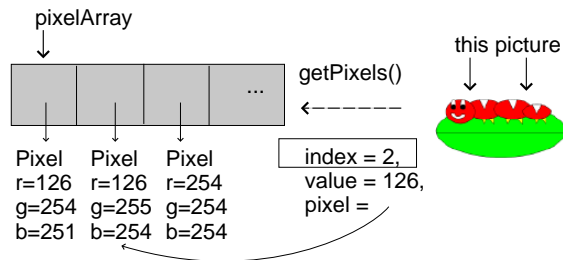 pixelArray
this picture
getPixels()
...
Pixel
r=126
g=254
b=251
Pixel
r=126
g=255
b=254
Pixel
r=254
g=254
b=254
index = 2,
value = 126,
pixel =